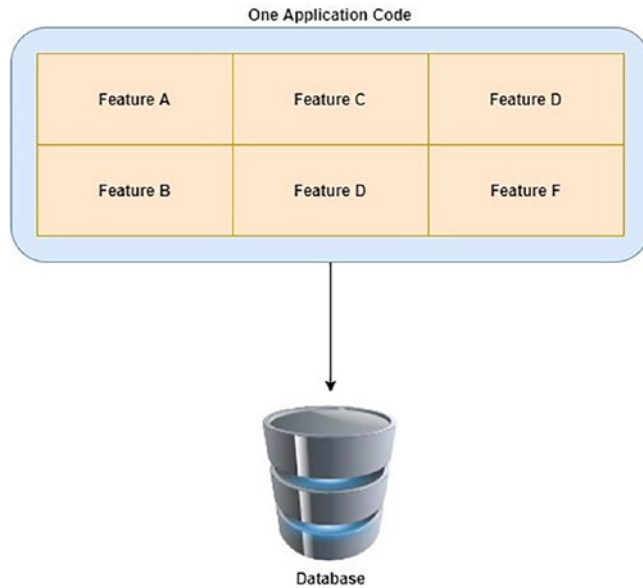 One Application Code
Feature A
Feature C
Feature D
Feature B
Feature D
Feature F
Database